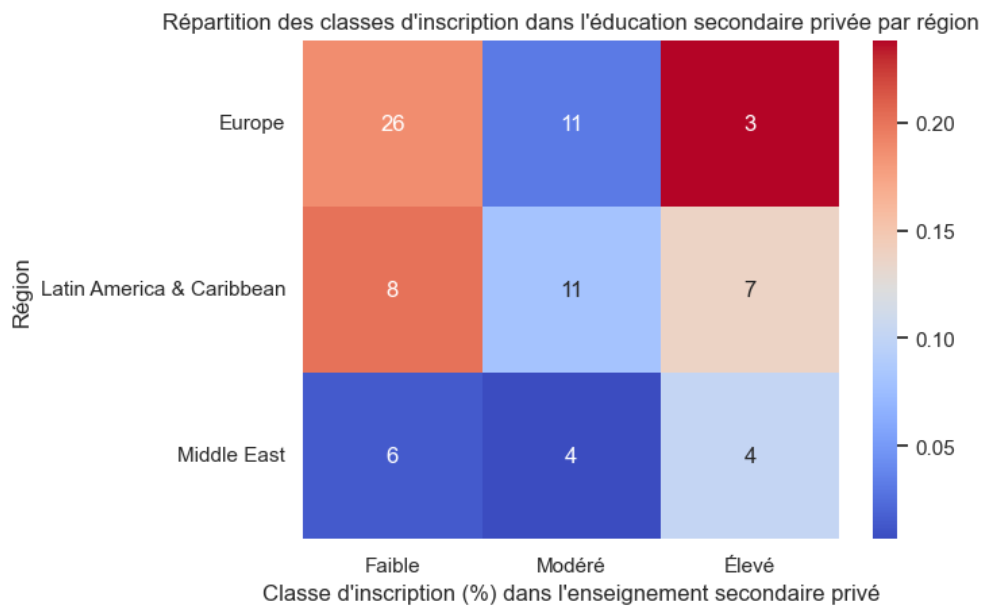 Répartition des classes d'inscription dans l'éducation secondaire privée par région
Europe
26
11
3
Latin America & Caribbean
8
11
7
Middle East
6
4
4
Région
Faible
Modéré
Élevé
Classe d'inscription (%) dans l'enseignement secondaire privé
0.20
0.15
0.10
0.05